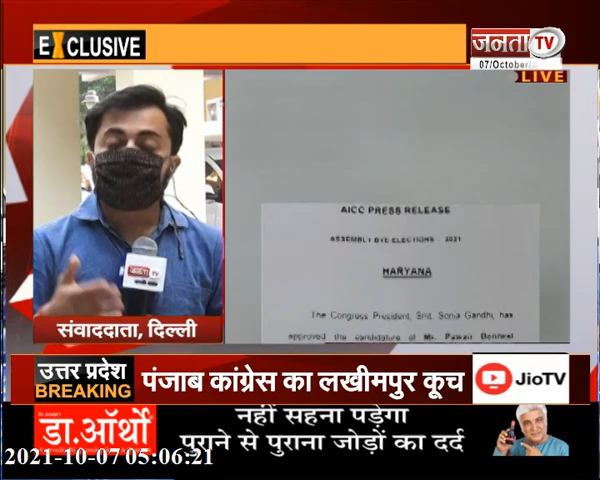 EXCLUSIVE
जनता TV
07/October/
LIVE
AICC PRESS RELEASE
ASSEMBLY BYE-ELECTIONS - 2021
HARYANA
The Congress President, Smt. Sonia Gandhi, has
approved the candidature of Mr. Pawan Beniwal
जनता TV
संवाददाता, दिल्ली
उत्तर प्रदेश
BREAKING
पंजाब कांग्रेस का लखीमपुर कूच
JioTV
डा.ऑर्थो
नहीं सहना पड़ेगा
पुराने से पुराना जोड़ों का दर्द
2021-10-07 05:06:21